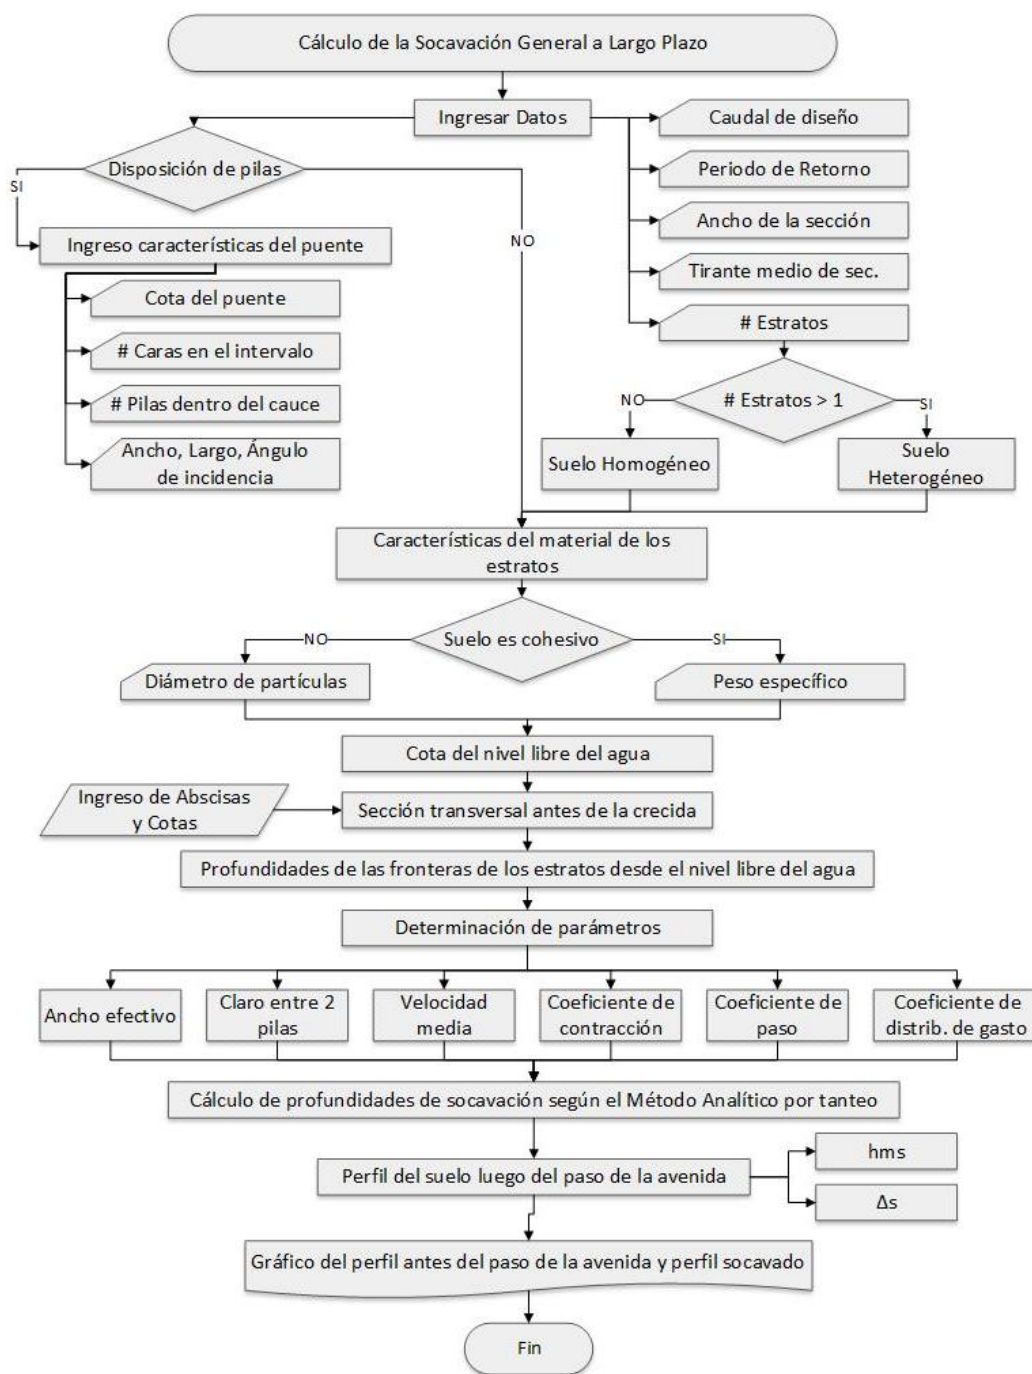 Cálculo de la Socavación General a Largo Plazo
Ingresar Datos
Caudal de diseño
Disposición de pilas
Periodo de Retorno
SI
Ancho de la sección
Ingreso características del puente
NO
Tirante medio de sec.
Cota del puente
# Estratos
# Caras en el intervalo
# Pilas dentro del cauce
NO
# Estratos > 1
SI
Ancho, Largo, Ángulo
de incidencia
Suelo Homogéneo
Suelo
Heterogéneo
Características del material de los
estratos
NO
Suelo es cohesivo
SI
Diámetro de partículas
Peso específico
Cota del nivel libre del agua
Ingreso de Abscisas
y Cotas
Sección transversal antes de la crecida
Profundidades de las fronteras de los estratos desde el nivel libre del agua
Determinación de parámetros
Ancho efectivo
Claro entre 2
pilas
Velocidad
media
Coeficiente de
contracción
Coeficiente de
paso
Coeficiente de
distrib. de gasto
Cálculo de profundidades de socavación según el Método Analítico por tanteo
hms
Perfil del suelo luego del paso de la avenida
Δs
Gráfico del perfil antes del paso de la avenida y perfil socavado
Fin